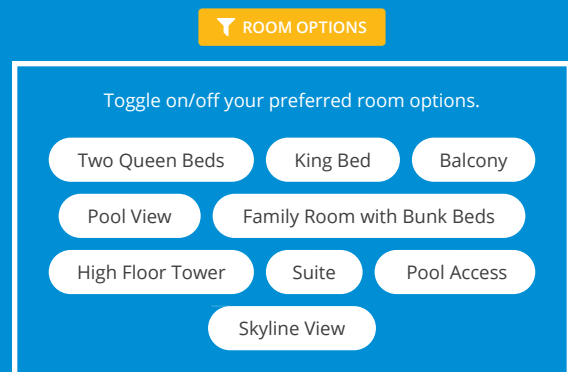 ROOM OPTIONS
Toggle on/off your preferred room options.
Two Queen Beds King Bed Balcony
Pool View Family Room with Bunk Beds
High Floor Tower Suite Pool Access
Skyline View